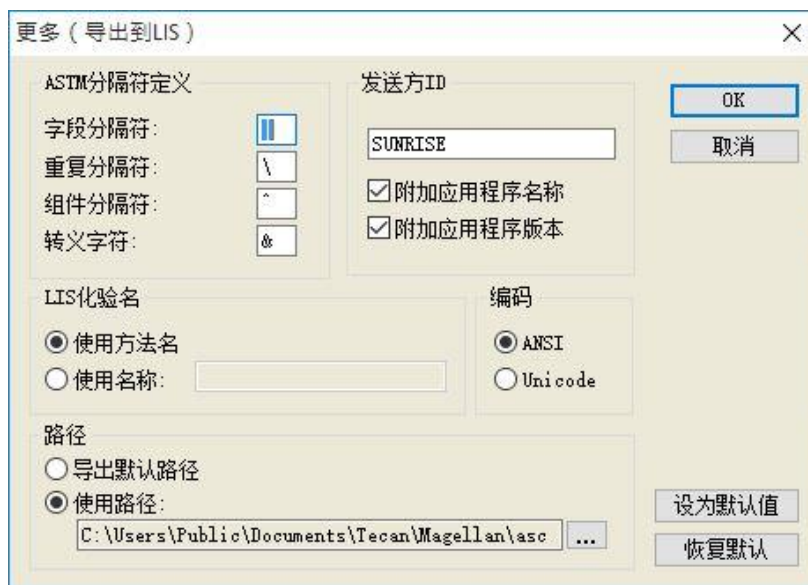 更多（导出到LIS）
ASTM分隔符定义
字段分隔符: |
重复分隔符: \
组件分隔符: ^
转义字符: &
发送方ID
SUNRISE
附加应用程序名称
附加应用程序版本
OK
取消
LIS化验名
使用方法名
使用名称:
编码
ANSI
Unicode
路径
导出默认路径
使用路径:
C:\Users\Public\Documents\Tecan\Magellan\asc
...
设为默认值
恢复默认